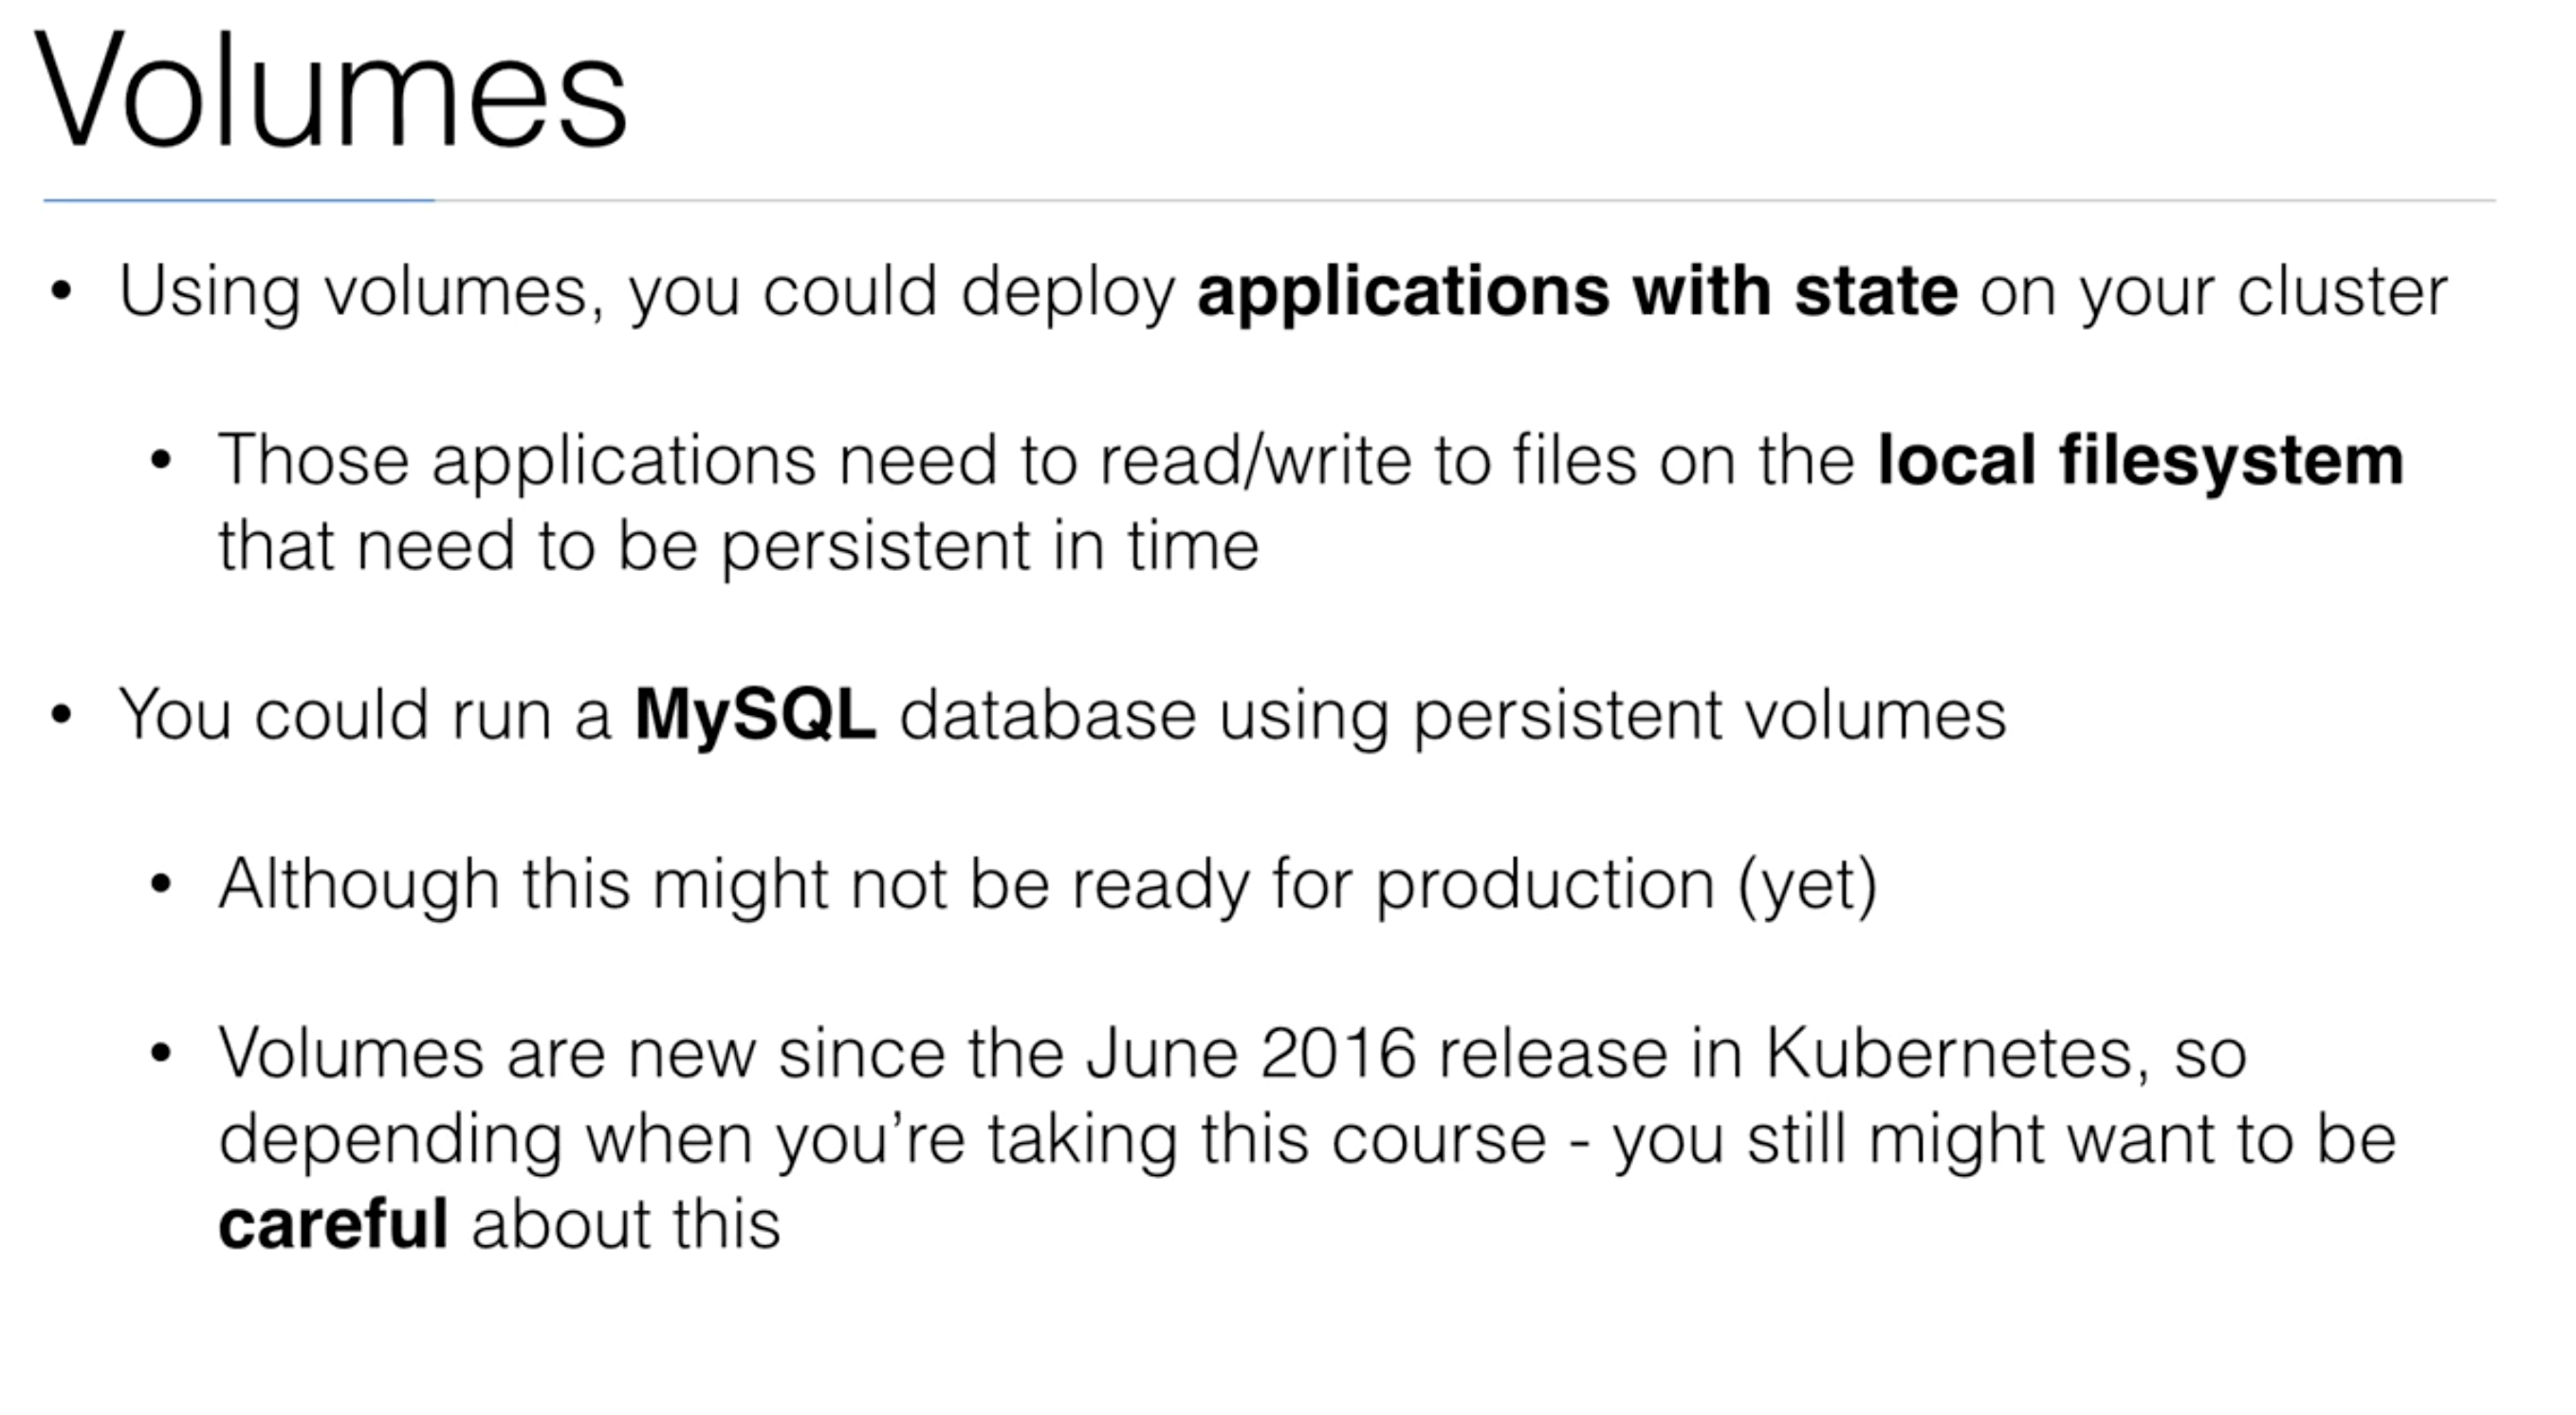 Volumes
• Using volumes, you could deploy applications with state on your cluster
• Those applications need to read/write to files on the local filesystem
that need to be persistent in time
• You could run a MySQL database using persistent volumes
• Although this might not be ready for production (yet)
• Volumes are new since the June 2016 release in Kubernetes, so
depending when you’re taking this course - you still might want to be
careful about this